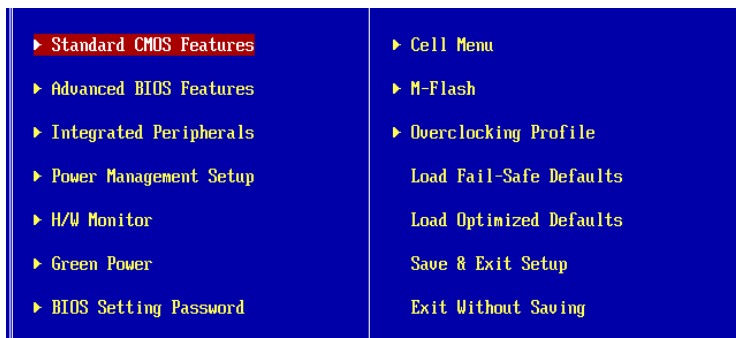 Standard CMOS Features
Advanced BIOS Features
Integrated Peripherals
Power Management Setup
H/W Monitor
Green Power
BIOS Setting Password
Cell Menu
M-Flash
Overclocking Profile
Load Fail-Safe Defaults
Load Optimized Defaults
Save & Exit Setup
Exit Without Saving